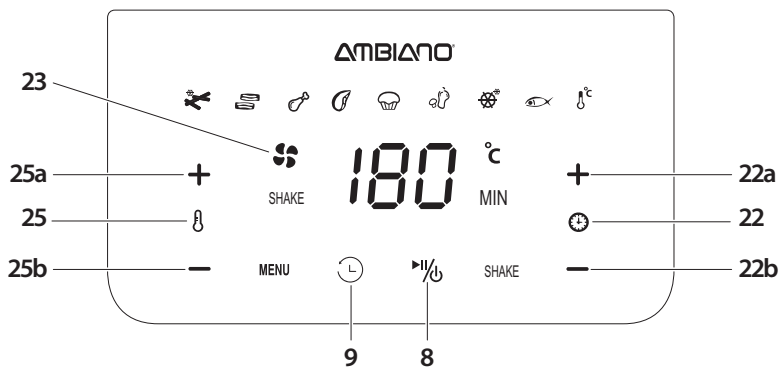 AMBIANO
°C
23
180 °C
25a
22a
SHAKE
MIN
25
22
25b
MENU
SHAKE
22b
9
8